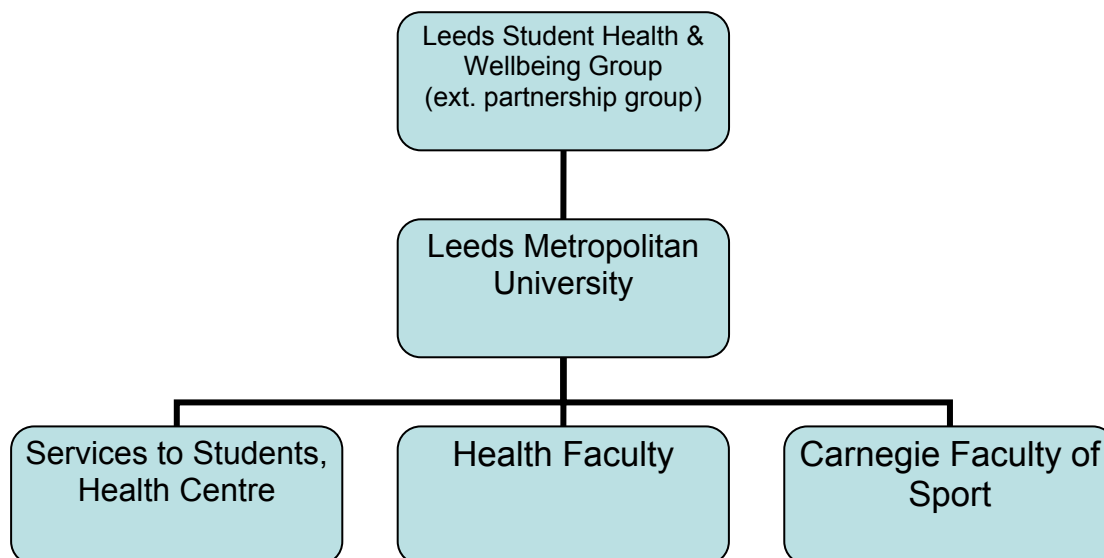 Leeds Student Health &
Wellbeing Group
(ext. partnership group)
Leeds Metropolitan
University
Services to Students,
Health Centre
Health Faculty
Carnegie Faculty of
Sport